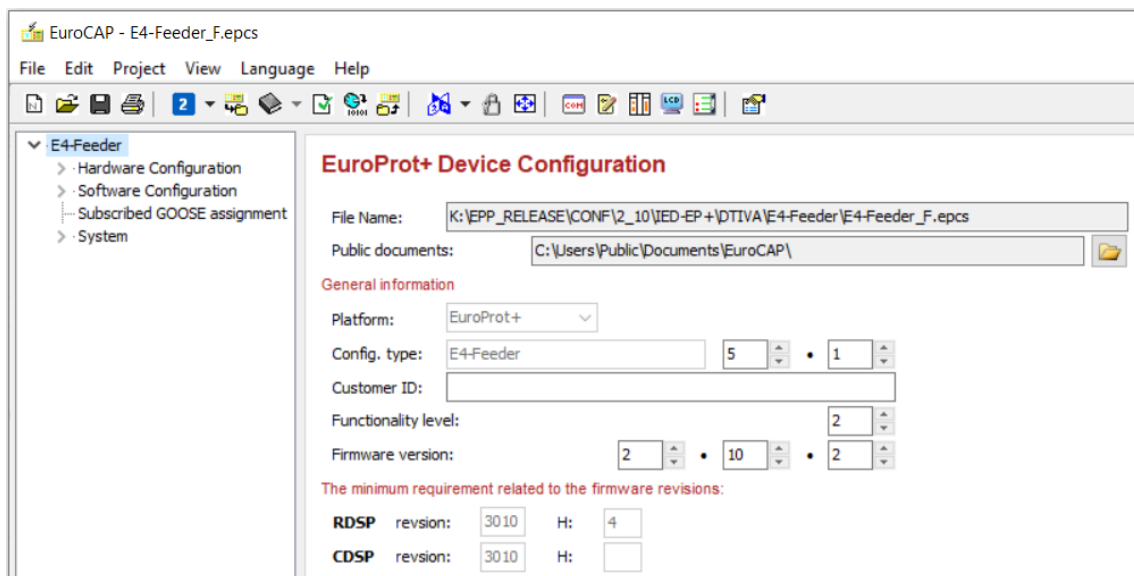 EuroCAP - E4-Feeder_F.epcs
File Edit Project View Language Help
N 2 10101 2 COM LCD
E4-Feeder
Hardware Configuration
Software Configuration
Subscribed GOOSE assignment
System
EuroProt+ Device Configuration
File Name: K:\EPP_RELEASE\CONF\2_10\IED-EP+\DTIVA\E4-Feeder\E4-Feeder_F.epcs
Public documents: C:\Users\Public\Documents\EuroCAP\
General information
Platform: EuroProt+
Config. type: E4-Feeder 5 • 1
Customer ID:
Functionality level: 2
Firmware version: 2 • 10 • 2
The minimum requirement related to the firmware revisions:
RDSP revsion: 3010 H: 4
CDSP revsion: 3010 H: